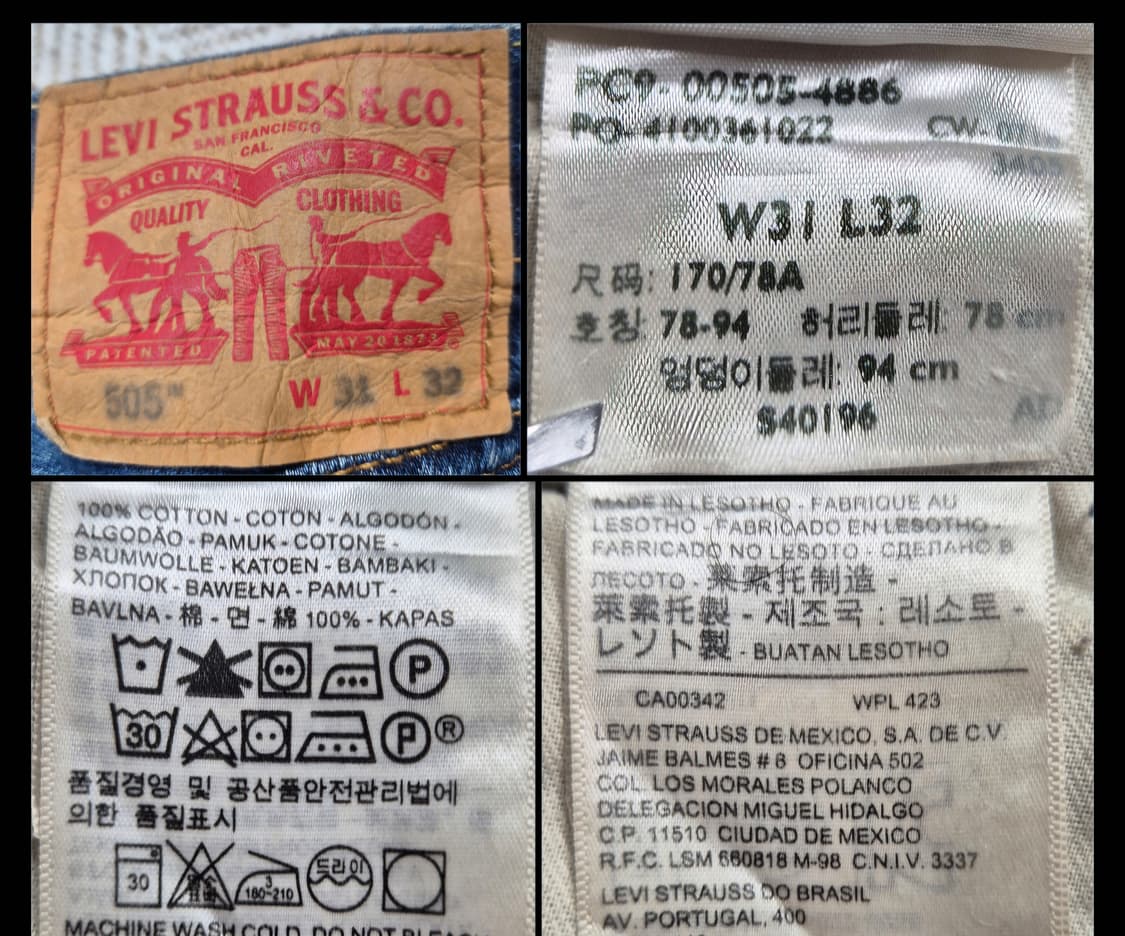 LEVI STRAUSS & CO.
SAN FRANCISCO
CAL.
ORIGINAL RIVETED
QUALITY CLOTHING
PATENTED MAY 20 1873
505™ W 31 L 32
PC9- 00505-4886
PO- 4100361022 CW-
W31 L32
尺码: 170/78A
호칭: 78-94 허리둘레: 78 cm
엉덩이둘레: 94 cm
S40196 AD
100% COTTON - COTON - ALGODÓN -
ALGODÃO - PAMUK - COTONE -
BAUMWOLLE - KATOEN - BAMBAKI -
ХЛОПОК - BAWEŁNA - PAMUT -
BAVLNA - 棉 - 면 - 綿 100% - KAPAS
P
30 P ®
품질경영 및 공산품안전관리법에
의한 품질표시
30 3 180~210 드라이
MACHINE WASH COLD, DO NOT BLEACH,
MADE IN LESOTHO - FABRIQUE AU
LESOTHO - FABRICADO EN LESOTHO -
FABRICADO NO LESOTO - СДЕЛАНО В
ЛЕСОТО - 莱索托制造 -
萊索托製 - 제조국 : 레소토 -
レソト製 - BUATAN LESOTHO
CA00342 WPL 423
LEVI STRAUSS DE MEXICO, S.A. DE C.V.
JAIME BALMES # 8 OFICINA 502
COL. LOS MORALES POLANCO
DELEGACION MIGUEL HIDALGO
C.P. 11510 CIUDAD DE MEXICO
R.F.C. LSM 880818 M-98 C.N.I.V. 3337
LEVI STRAUSS DO BRASIL
AV. PORTUGAL, 400